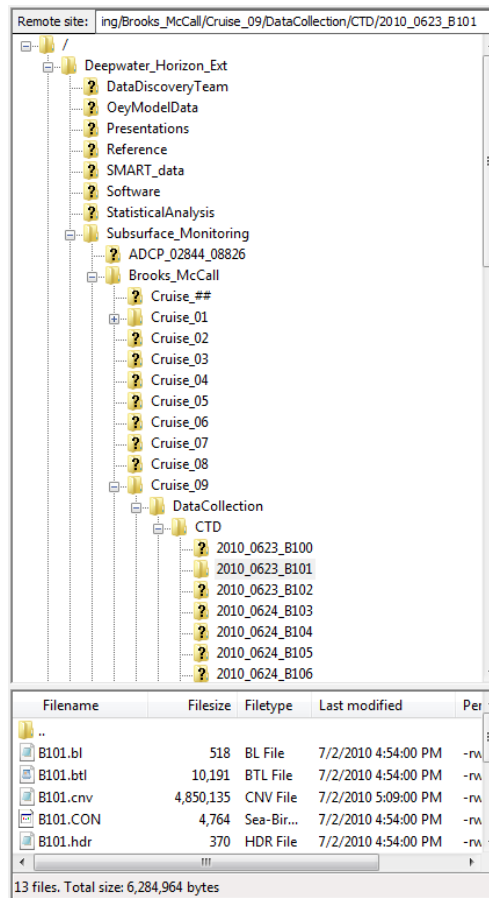 Remote site: ing/Brooks_McCall/Cruise_09/DataCollection/CTD/2010_0623_B101
/
Deepwater_Horizon_Ext
DataDiscoveryTeam
OeyModelData
Presentations
Reference
SMART_data
Software
StatisticalAnalysis
Subsurface_Monitoring
ADCP_02844_08826
Brooks_McCall
Cruise_##
Cruise_01
Cruise_02
Cruise_03
Cruise_04
Cruise_05
Cruise_06
Cruise_07
Cruise_08
Cruise_09
DataCollection
CTD
2010_0623_B100
2010_0623_B101
2010_0623_B102
2010_0624_B103
2010_0624_B104
2010_0624_B105
2010_0624_B106
Filename Filesize Filetype Last modified Per
..
B101.bl 518 BL File 7/2/2010 4:54:00 PM -rw
B101.btl 10,191 BTL File 7/2/2010 4:54:00 PM -rw
B101.cnv 4,850,135 CNV File 7/2/2010 5:09:00 PM -rw
B101.CON 4,764 Sea-Bir... 7/2/2010 4:54:00 PM -rw
B101.hdr 370 HDR File 7/2/2010 4:54:00 PM -rw
13 files. Total size: 6,284,964 bytes